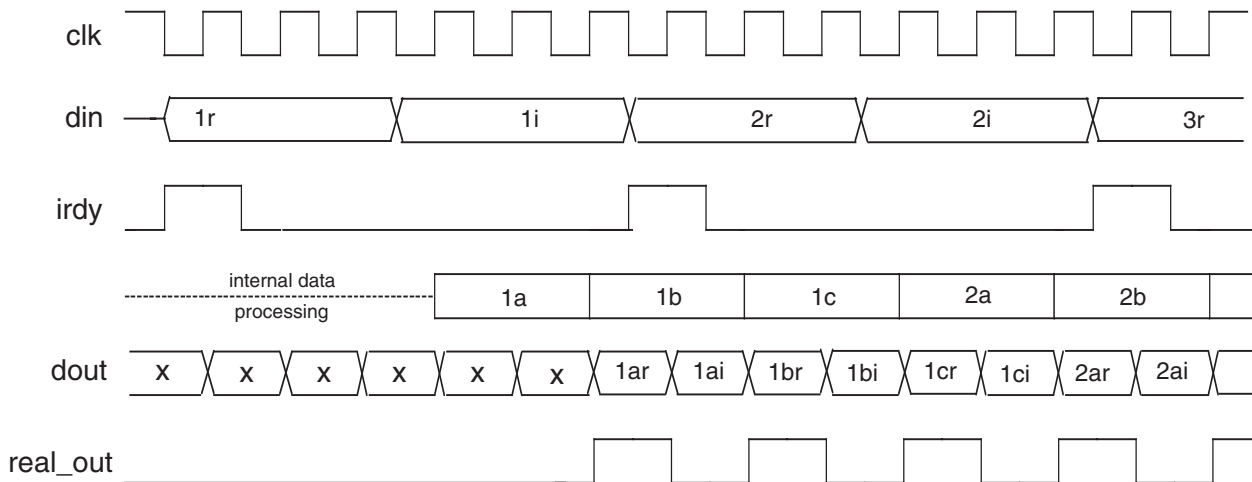 clk
din 1r 1i 2r 2i 3r
irdy
internal data
processing 1a 1b 1c 2a 2b
dout x x x x x x 1ar 1ai 1br 1bi 1cr 1ci 2ar 2ai
real_out